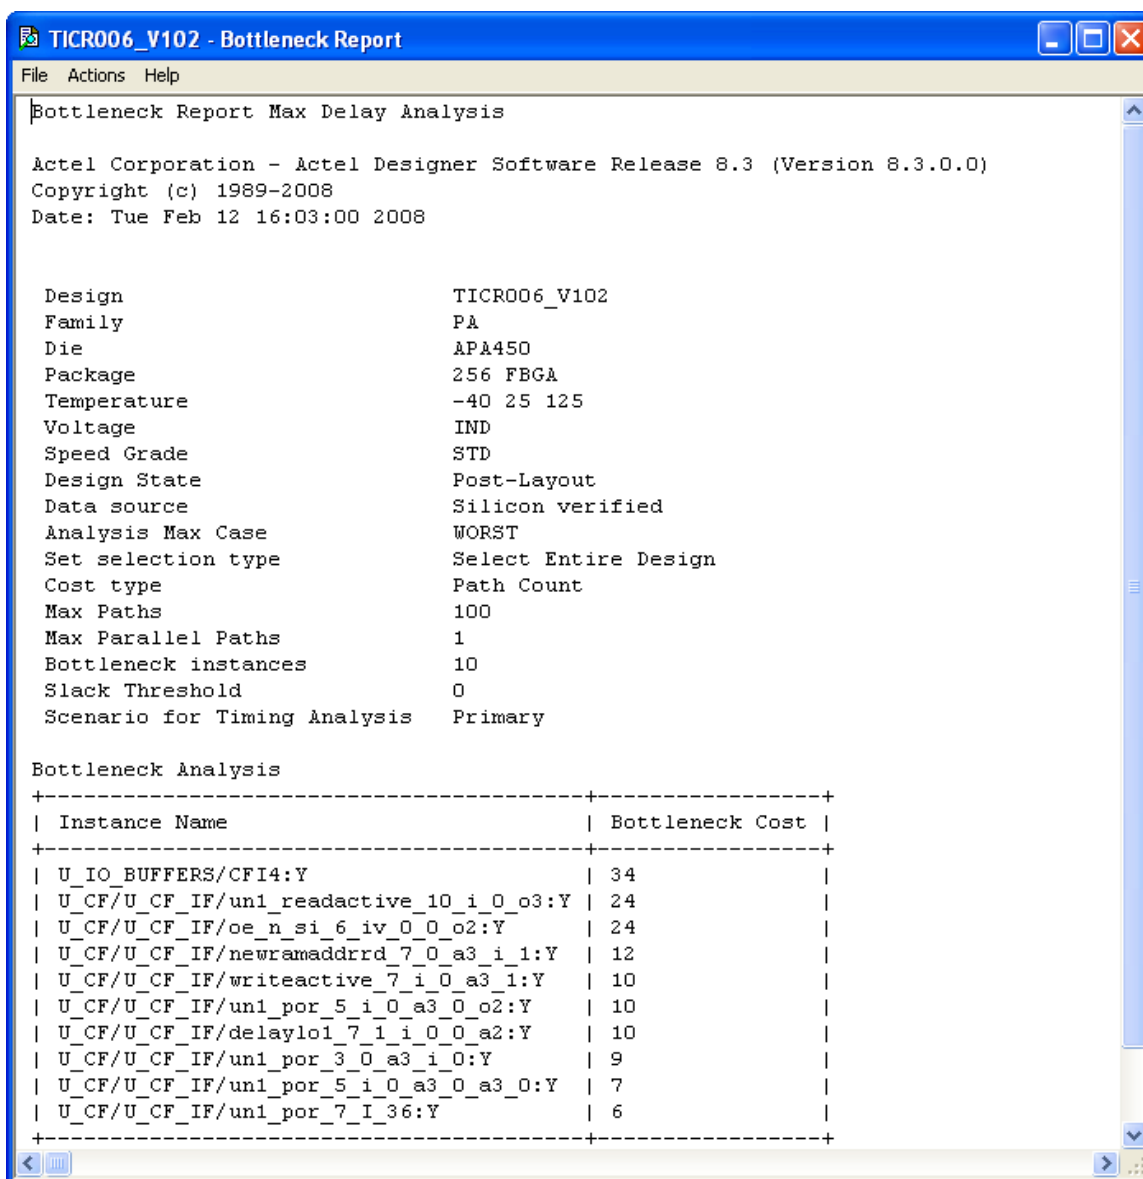 TICR006_V102 - Bottleneck Report
File Actions Help
Bottleneck Report Max Delay Analysis
Actel Corporation - Actel Designer Software Release 8.3 (Version 8.3.0.0)
Copyright (c) 1989-2008
Date: Tue Feb 12 16:03:00 2008
Design TICR006_V102
Family PA
Die APA450
Package 256 FBGA
Temperature -40 25 125
Voltage IND
Speed Grade STD
Design State Post-Layout
Data source Silicon verified
Analysis Max Case WORST
Set selection type Select Entire Design
Cost type Path Count
Max Paths 100
Max Parallel Paths 1
Bottleneck instances 10
Slack Threshold 0
Scenario for Timing Analysis Primary
Bottleneck Analysis
+------------------------------------------+-----------------+
| Instance Name | Bottleneck Cost |
+------------------------------------------+-----------------+
| U_IO_BUFFERS/CFI4:Y | 34 |
| U_CF/U_CF_IF/un1_readactive_10_i_0_o3:Y | 24 |
| U_CF/U_CF_IF/oe_n_si_6_iv_0_0_o2:Y | 24 |
| U_CF/U_CF_IF/newramaddrrd_7_0_a3_i_1:Y | 12 |
| U_CF/U_CF_IF/writeactive_7_i_0_a3_1:Y | 10 |
| U_CF/U_CF_IF/un1_por_5_i_0_a3_0_o2:Y | 10 |
| U_CF/U_CF_IF/delaylo1_7_1_i_0_0_a2:Y | 10 |
| U_CF/U_CF_IF/un1_por_3_0_a3_i_0:Y | 9 |
| U_CF/U_CF_IF/un1_por_5_i_0_a3_0_a3_0:Y | 7 |
| U_CF/U_CF_IF/un1_por_7_I_36:Y | 6 |
+------------------------------------------+-----------------+